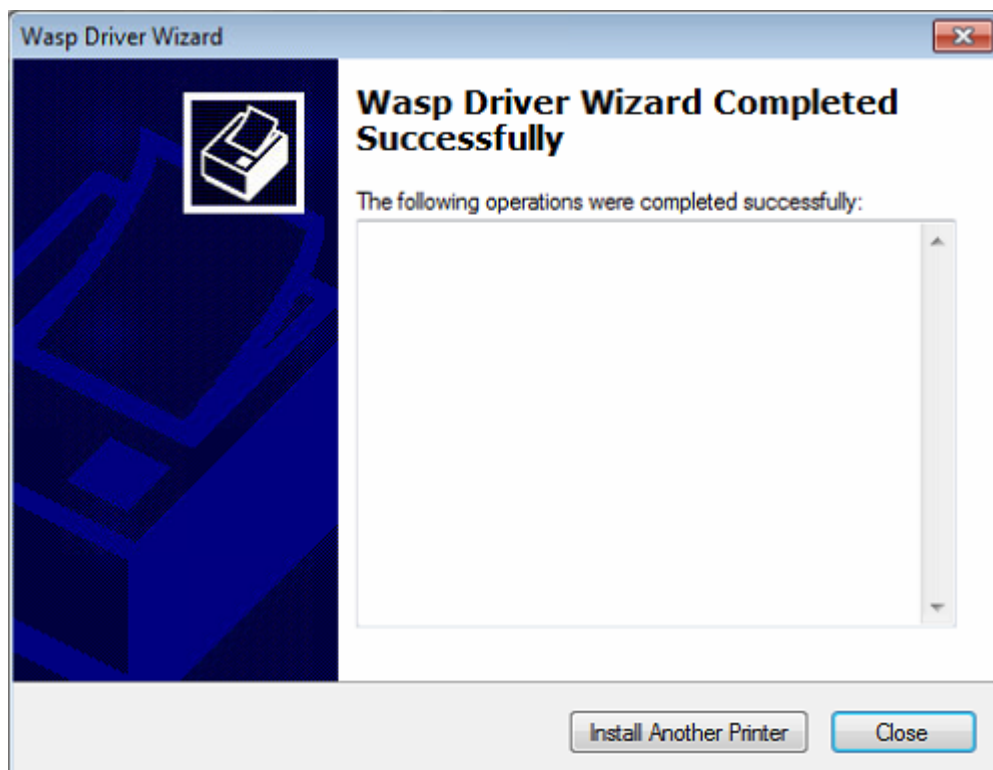 Wasp Driver Wizard
Wasp Driver Wizard Completed
Successfully
The following operations were completed successfully:
Install Another Printer
Close